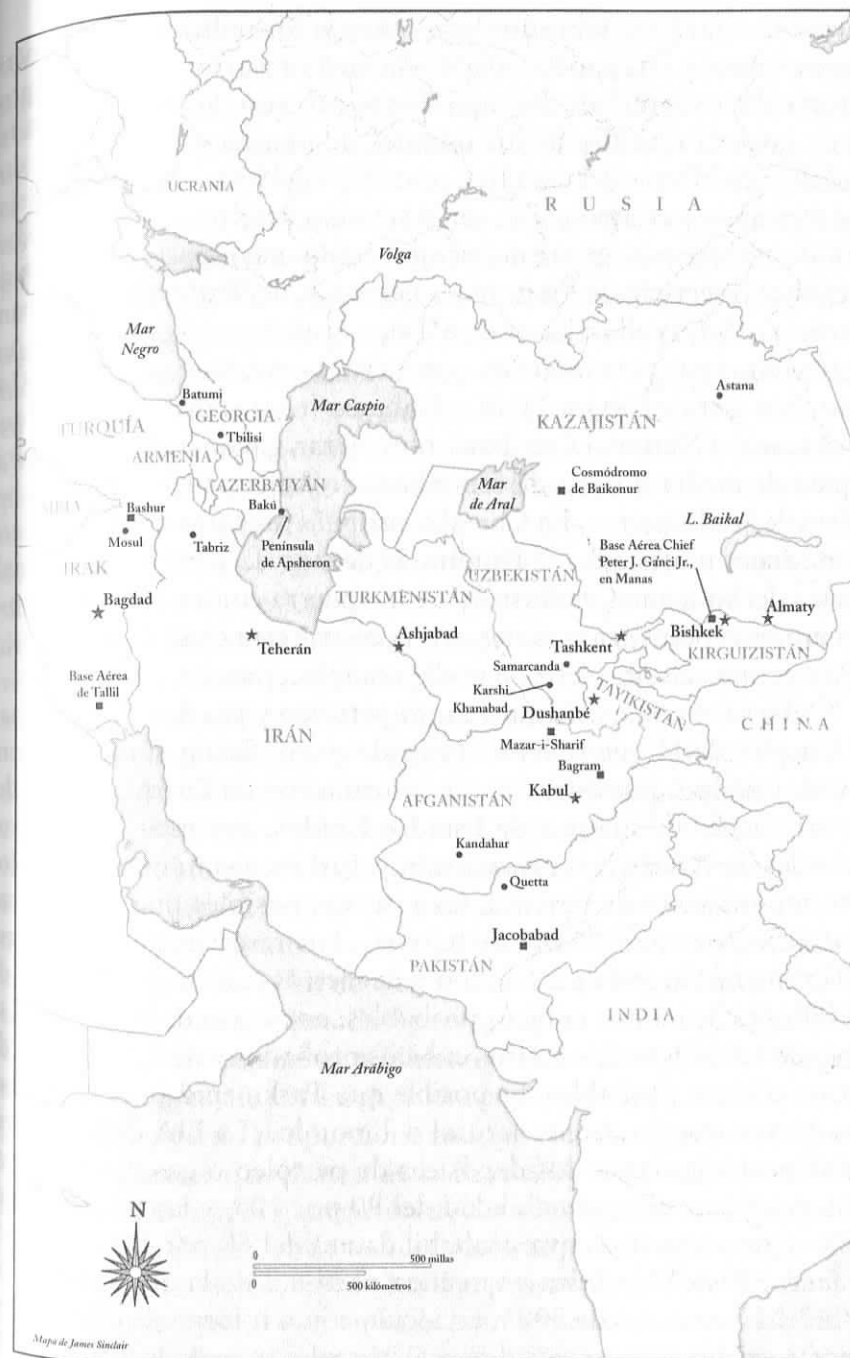 UCRANIA
RUSIA
Volga
Mar
Negro
Astana
Batumi
Mar Caspio
GEORGIA
KAZAJISTÁN
TURQUÍA
Tbilisi
ARMENIA
Cosmódromo
de Baikonur
Mar
de Aral
AZERBAIYÁN
Bakú
Bashur
L. Baikal
Mosul
Tabriz
Península
de Apsheron
Base Aérea Chief
Peter J. Ganci Jr.,
en Manas
IRAK
UZBEKISTÁN
TURKMENISTÁN
Bagdad
Almaty
Teherán
Ashjabad
Tashkent
Bishkek
KIRGUIZISTÁN
Samarcanda
Base Aérea
de Tallil
Karshi
Khanabad
TAYIKISTÁN
Dushanbé
CHINA
IRÁN
Mazar-i-Sharif
Bagram
AFGANISTÁN
Kabul
Kandahar
Quetta
Jacobabad
PAKISTÁN
INDIA
Mar Arábigo
N
0
500 millas
0
500 kilómetros
Mapa de James Sinclair